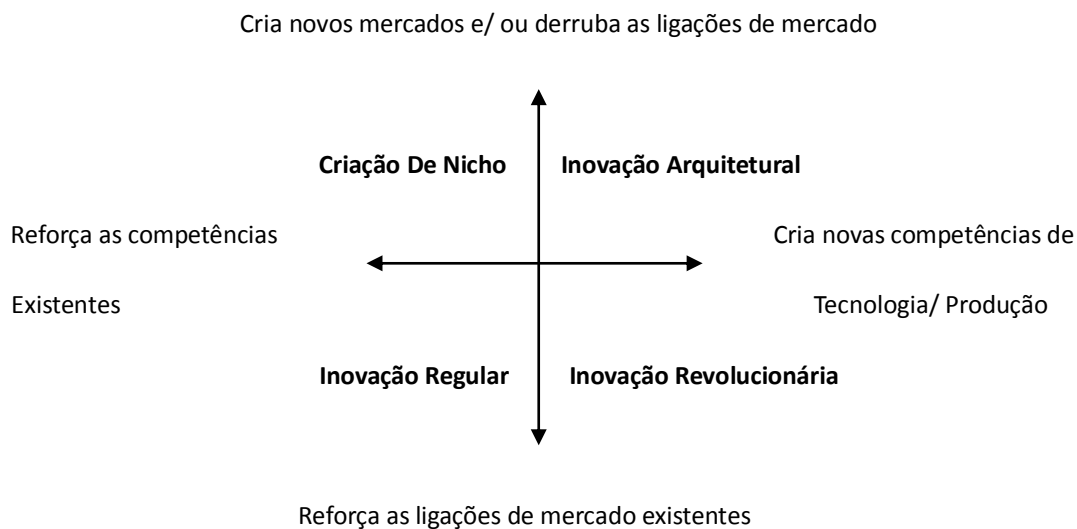 Cria novos mercados e/ ou derruba as ligações de mercado
Criação De Nicho
Inovação Arquitetural
Reforça as competências
Cria novas competências de
Existentes
Tecnologia/ Produção
Inovação Regular
Inovação Revolucionária
Reforça as ligações de mercado existentes